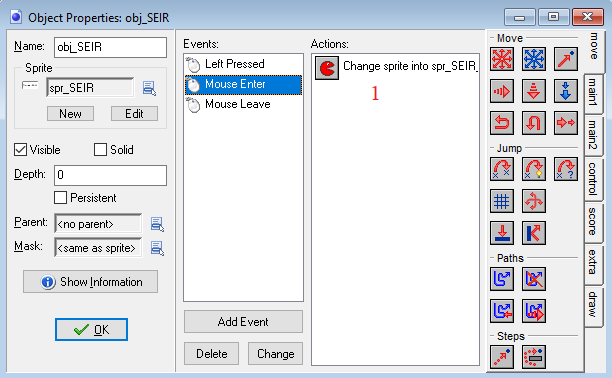 Object Properties: obj_SEIR
Name: obj_SEIR
Sprite
spr_SEIR
New Edit
Visible Solid
Depth: 0
Persistent
Parent: <no parent>
Mask: <same as sprite>
Show Information
OK
Events:
Left Pressed
Mouse Enter
Mouse Leave
Add Event
Delete Change
Actions:
Change sprite into spr_SEIR_
1
Move
Jump
Paths
Steps
move
main1
main2
control
score
extra
draw